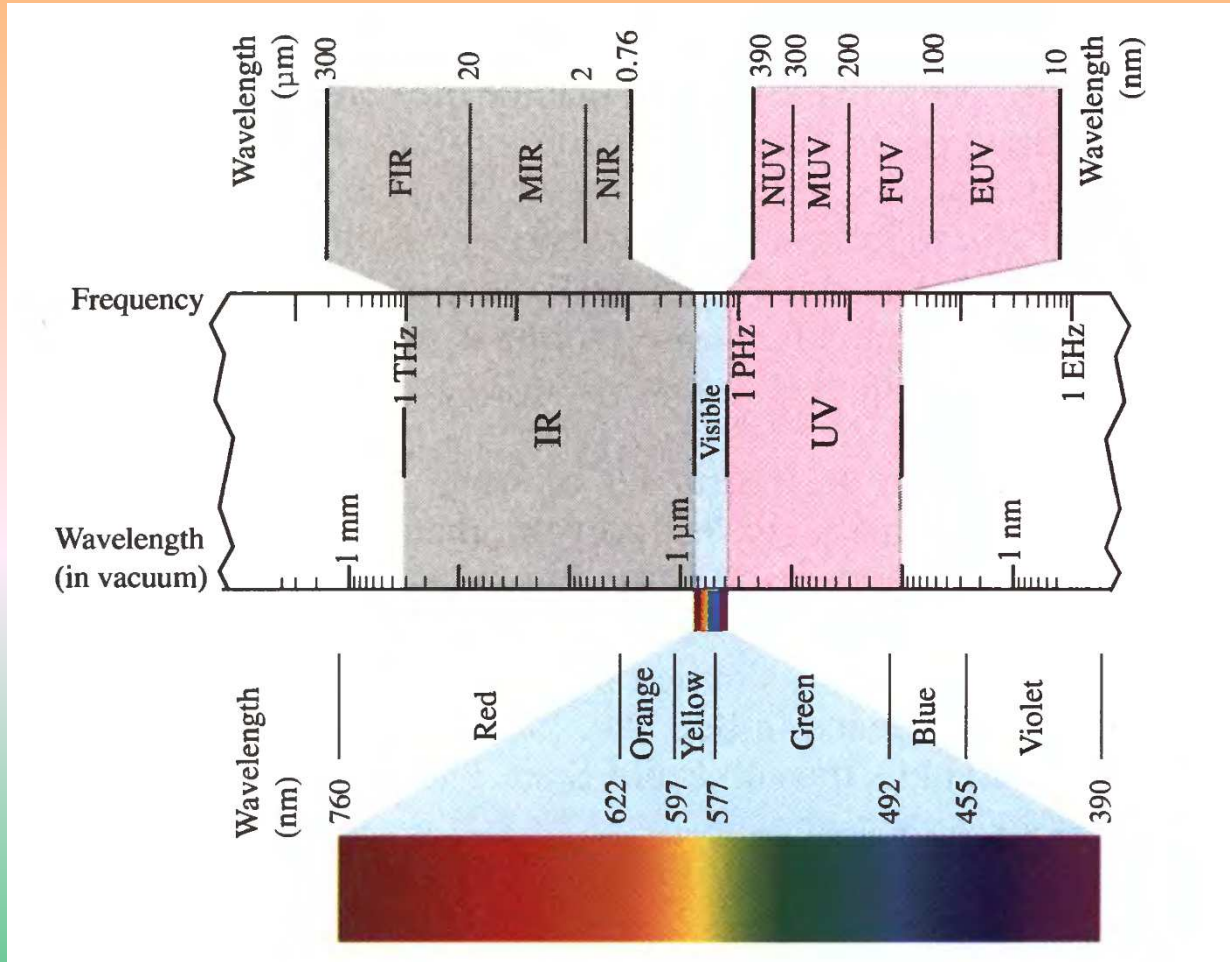 Wavelength
(μm)
300
20
2
0.76
390
300
200
100
10
Wavelength
(nm)
FIR
MIR
NIR
NUV
MUV
FUV
EUV
Frequency
1 THz
1 PHz
1 EHz
IR
Visible
UV
Wavelength
(in vacuum)
1 mm
1 μm
1 nm
Wavelength
(nm)
Red
Orange
Yellow
Green
Blue
Violet
760
622
597
577
492
455
390